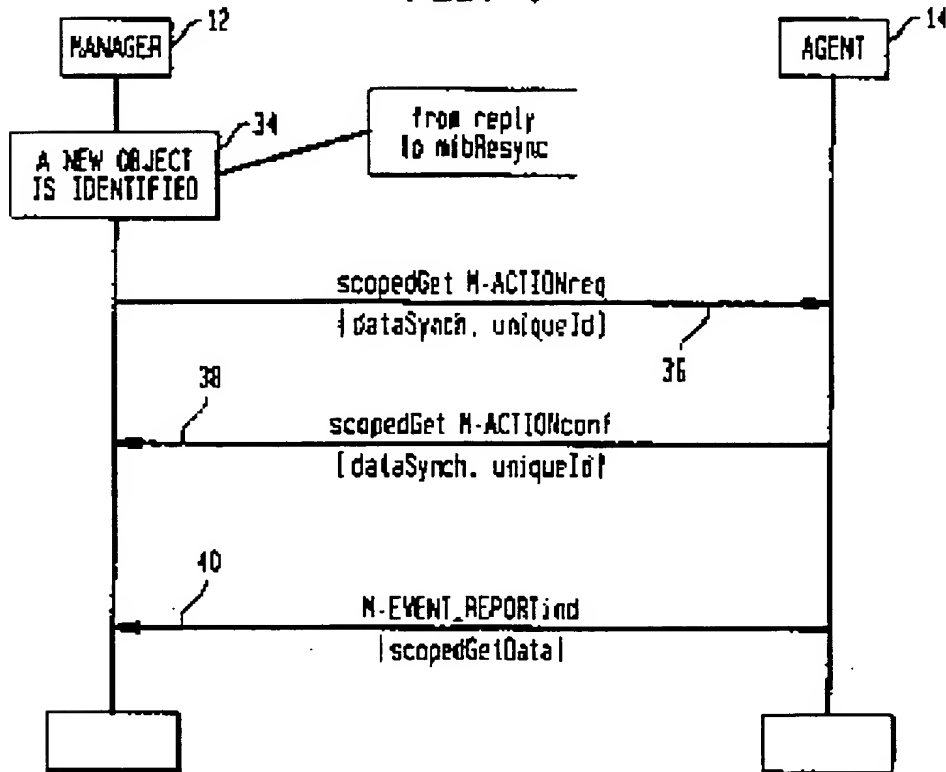 12
14
MANAGER
AGENT
34
from reply
to mibResync
A NEW OBJECT
IS IDENTIFIED
scopedGet M-ACTIONreq
{dataSynch, uniqueId}
36
38
scopedGet M-ACTIONconf
{dataSynch, uniqueId}
40
M-EVENT_REPORTind
{scopedGetData}